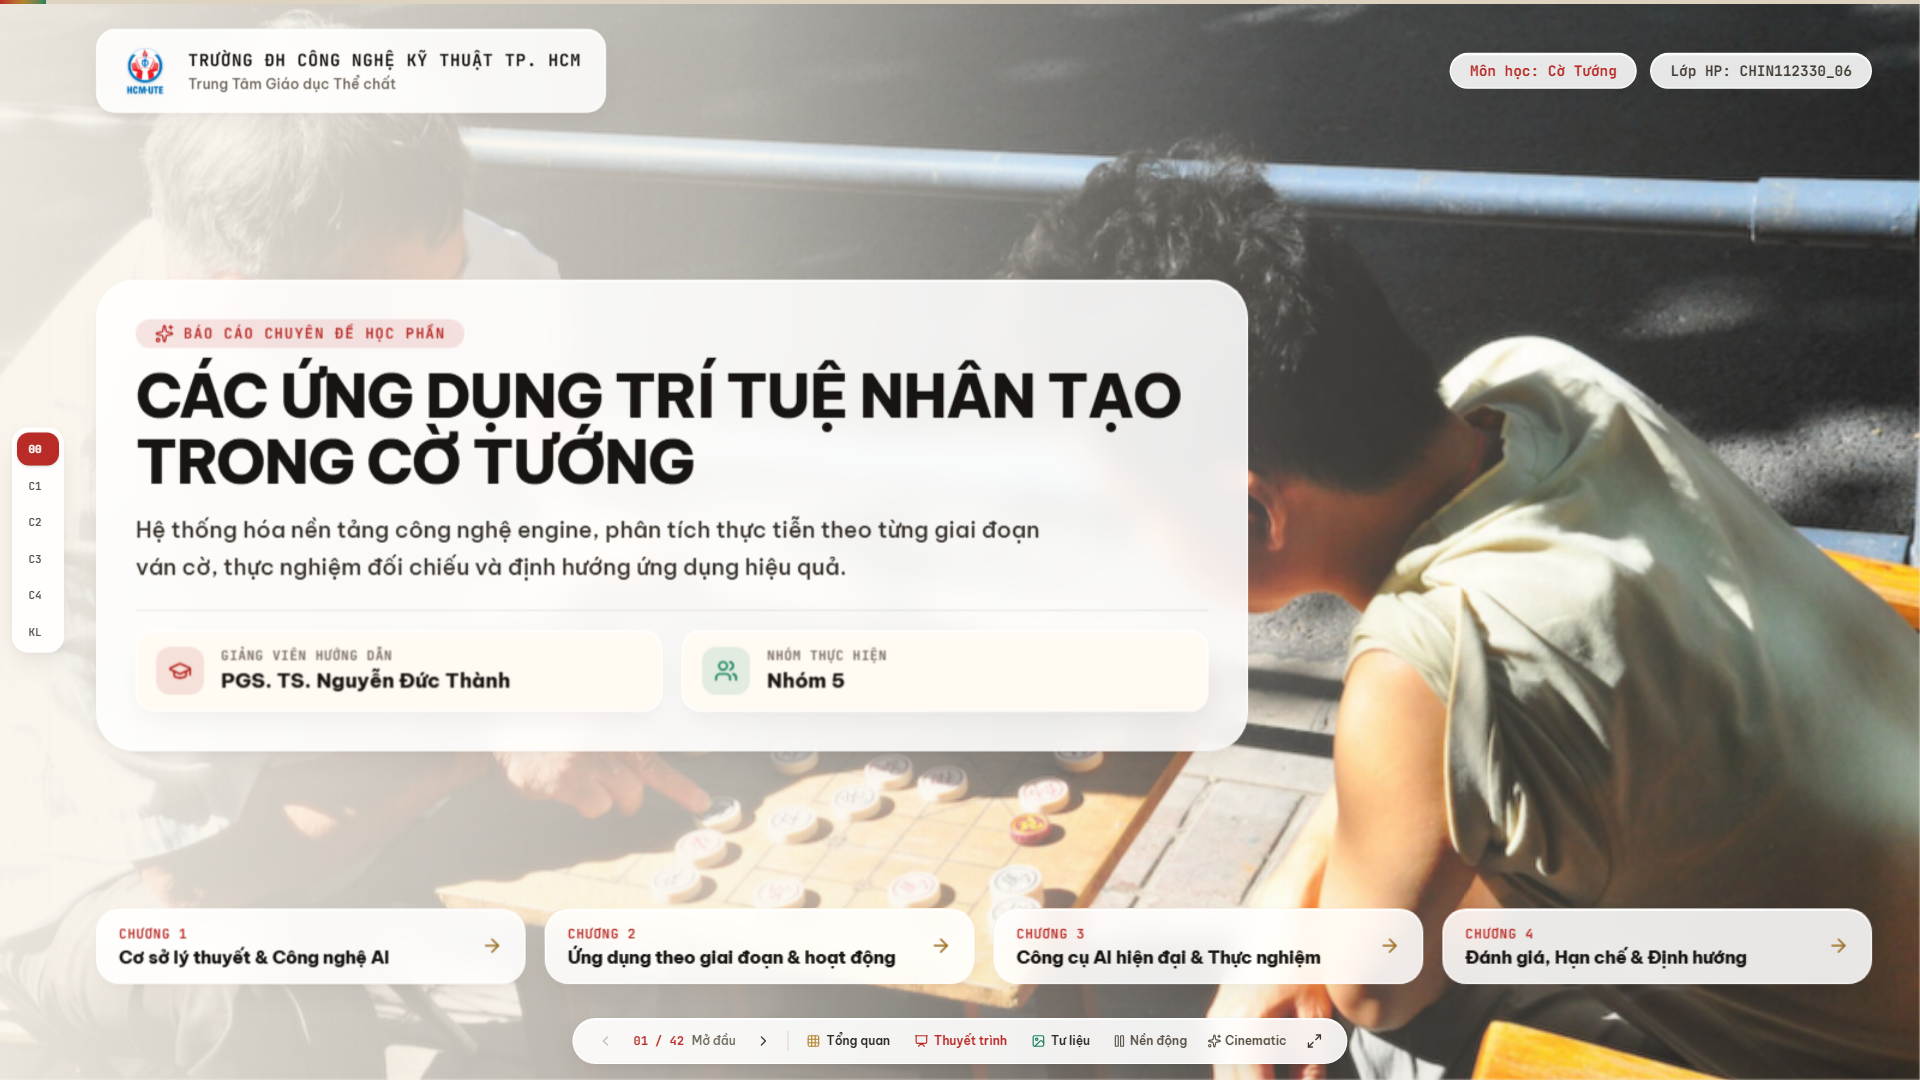 HCM-UTE
TRƯỜNG ĐH CÔNG NGHỆ KỸ THUẬT TP. HCM
Trung Tâm Giáo dục Thể chất
Môn học: Cờ Tướng
Lớp HP: CHIN112330_06
BÁO CÁO CHUYÊN ĐỀ HỌC PHẦN
CÁC ỨNG DỤNG TRÍ TUỆ NHÂN TẠO
TRONG CỜ TƯỚNG
Hệ thống hóa nền tảng công nghệ engine, phân tích thực tiễn theo từng giai đoạn
ván cờ, thực nghiệm đối chiếu và định hướng ứng dụng hiệu quả.
GIẢNG VIÊN HƯỚNG DẪN
PGS. TS. Nguyễn Đức Thành
NHÓM THỰC HIỆN
Nhóm 5
00
C1
C2
C3
C4
KL
CHƯƠNG 1
Cơ sở lý thuyết & Công nghệ AI
CHƯƠNG 2
Ứng dụng theo giai đoạn & hoạt động
CHƯƠNG 3
Công cụ AI hiện đại & Thực nghiệm
CHƯƠNG 4
Đánh giá, Hạn chế & Định hướng
01 / 42 Mở đầu
Tổng quan
Thuyết trình
Tư liệu
Nền động
Cinematic